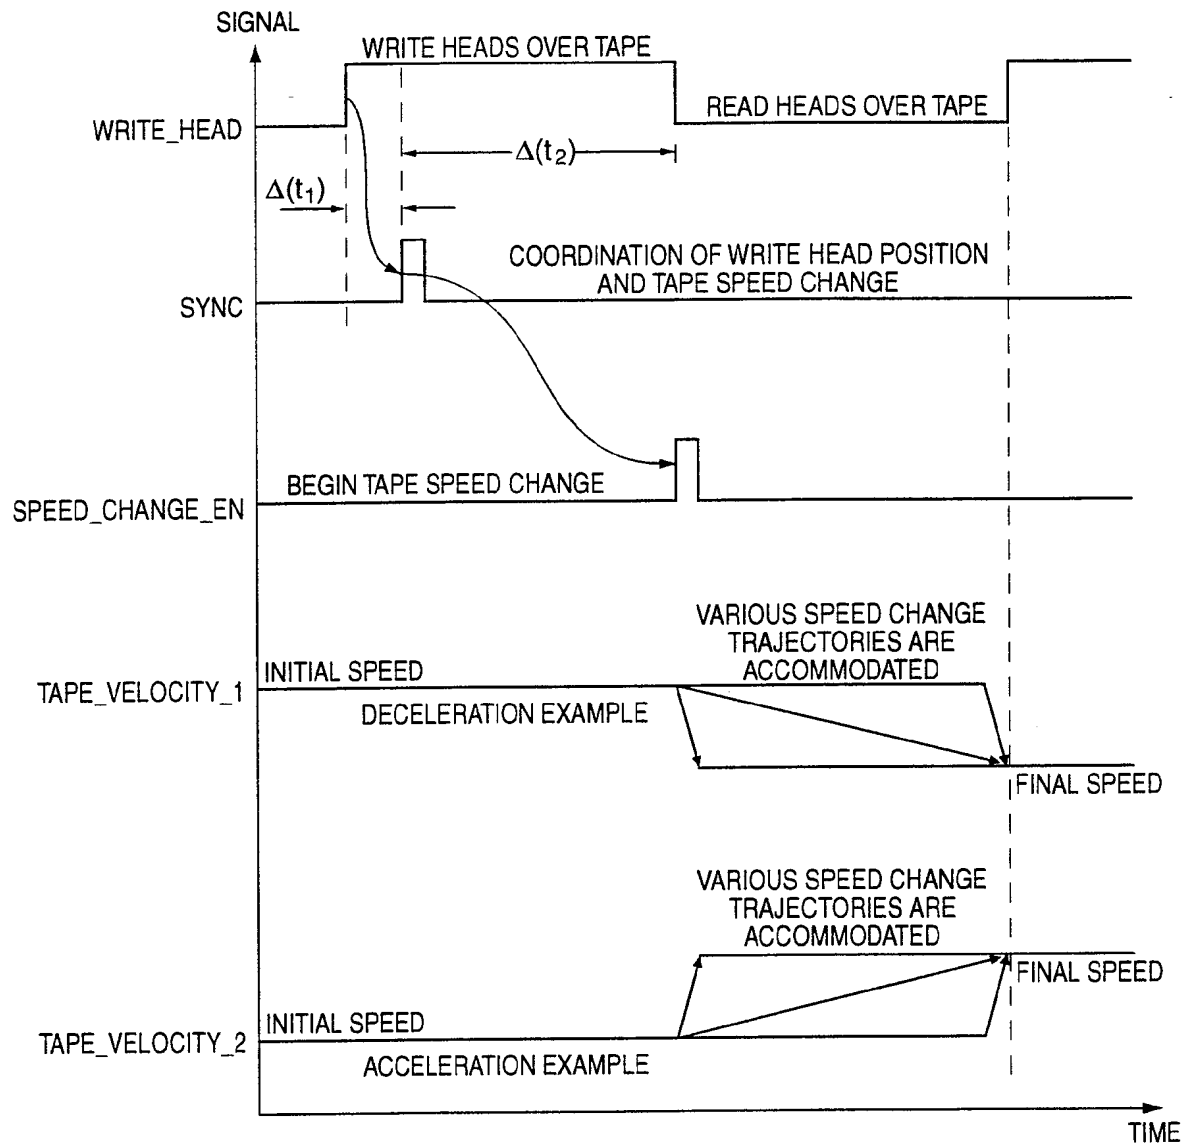 SIGNAL
WRITE HEADS OVER TAPE
READ HEADS OVER TAPE
WRITE_HEAD
Δ(t2)
Δ(t1)
COORDINATION OF WRITE HEAD POSITION
AND TAPE SPEED CHANGE
SYNC
BEGIN TAPE SPEED CHANGE
SPEED_CHANGE_EN
VARIOUS SPEED CHANGE
TRAJECTORIES ARE
ACCOMMODATED
INITIAL SPEED
TAPE_VELOCITY_1
DECELERATION EXAMPLE
FINAL SPEED
VARIOUS SPEED CHANGE
TRAJECTORIES ARE
ACCOMMODATED
FINAL SPEED
INITIAL SPEED
TAPE_VELOCITY_2
ACCELERATION EXAMPLE
TIME